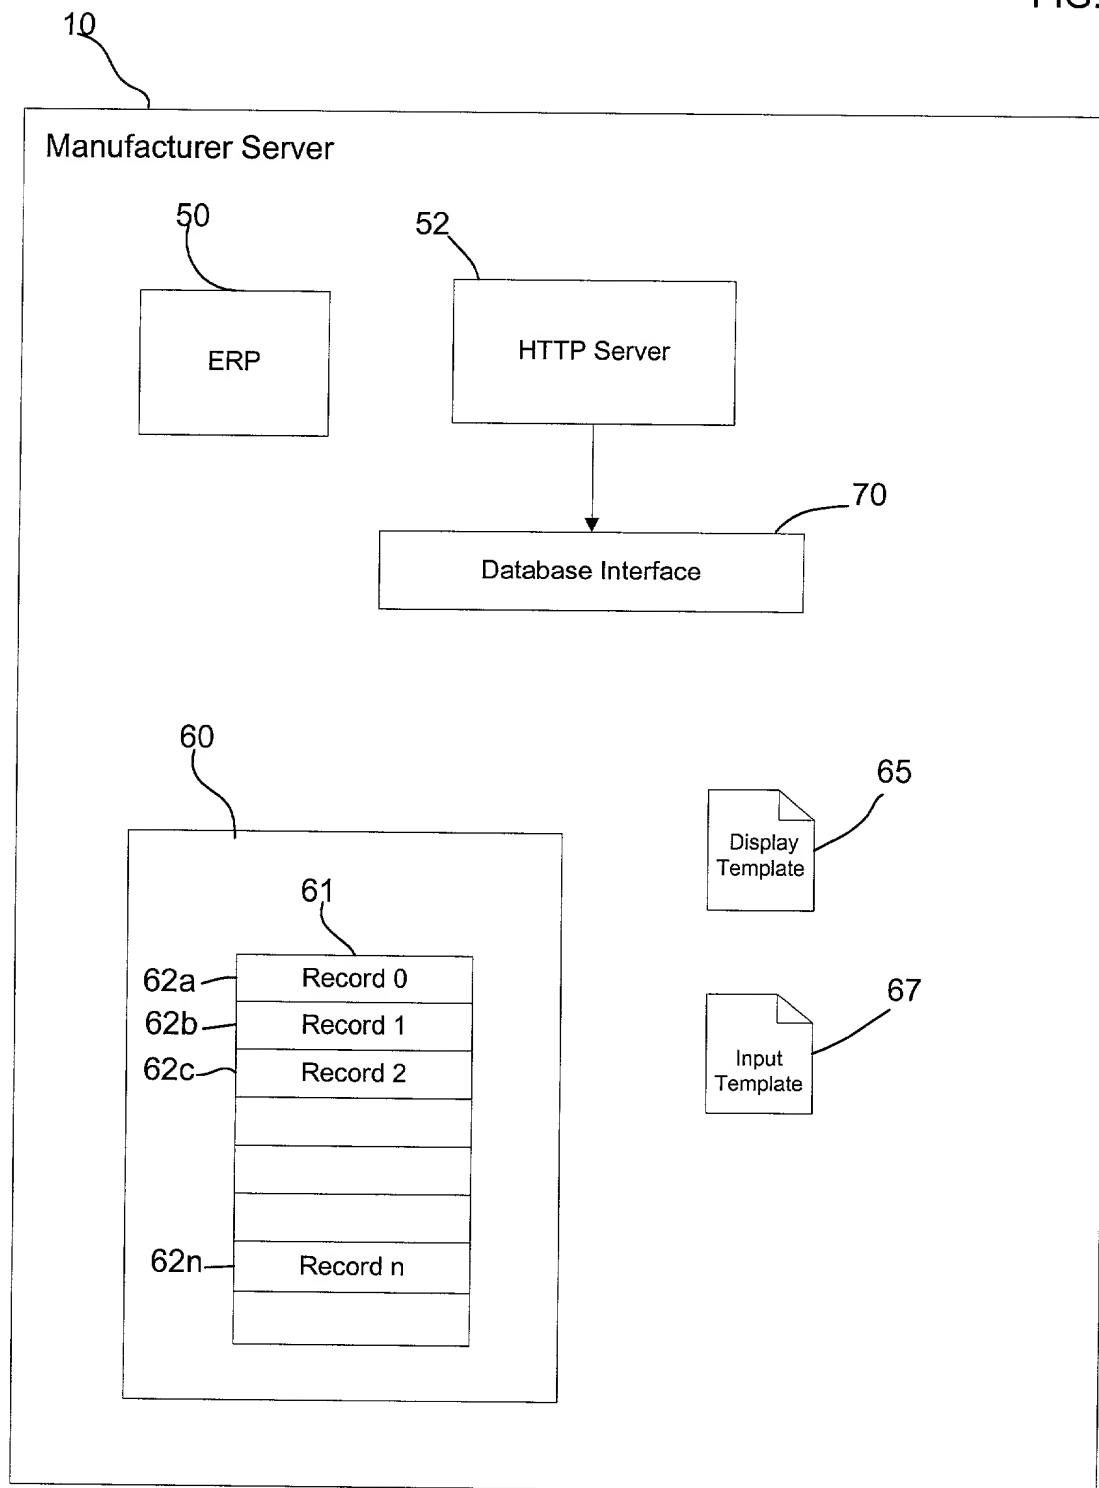 FIG.
10
Manufacturer Server
50
52
ERP
HTTP Server
70
Database Interface
60
65
Display
Template
61
62a
Record 0
67
62b
Record 1
62c
Record 2
Input
Template
62n
Record n